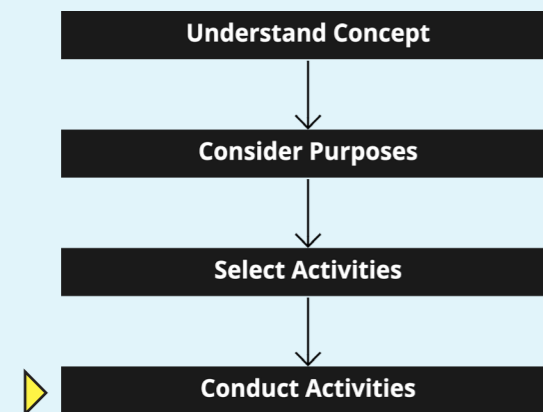 Understand Concept
Consider Purposes
Select Activities
Conduct Activities